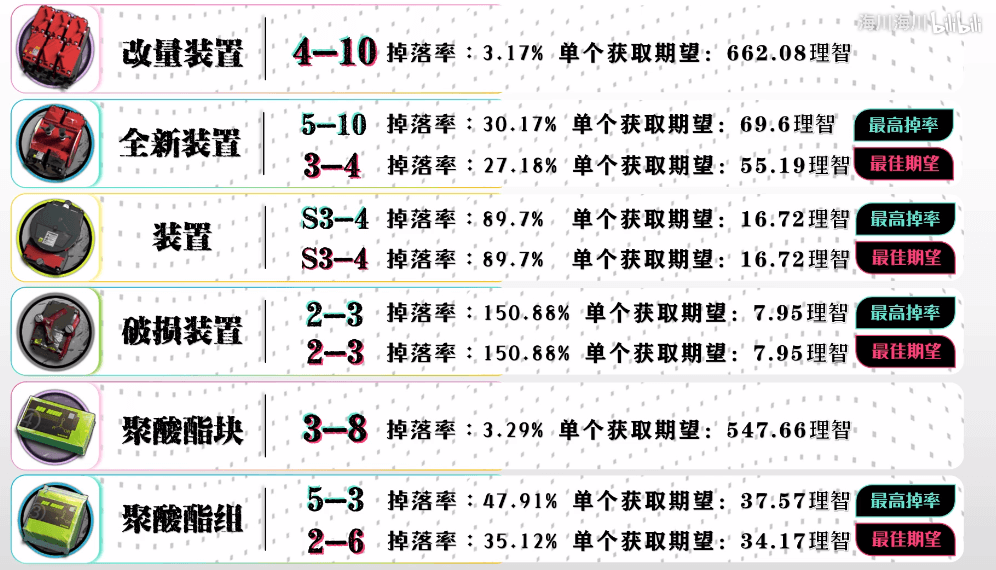 海川海川 bilibili
改量装置 4-10 掉落率：3.17% 单个获取期望：662.08理智
全新装置 5-10 掉落率：30.17% 单个获取期望：69.6理智 最高掉率
3-4 掉落率：27.18% 单个获取期望：55.19理智 最佳期望
装置 S3-4 掉落率：89.7% 单个获取期望：16.72理智 最高掉率
S3-4 掉落率：89.7% 单个获取期望：16.72理智 最佳期望
破损装置 2-3 掉落率：150.88% 单个获取期望：7.95理智 最高掉率
2-3 掉落率：150.88% 单个获取期望：7.95理智 最佳期望
聚酸酯块 3-8 掉落率：3.29% 单个获取期望：547.66理智
聚酸酯组 5-3 掉落率：47.91% 单个获取期望：37.57理智 最高掉率
2-6 掉落率：35.12% 单个获取期望：34.17理智 最佳期望